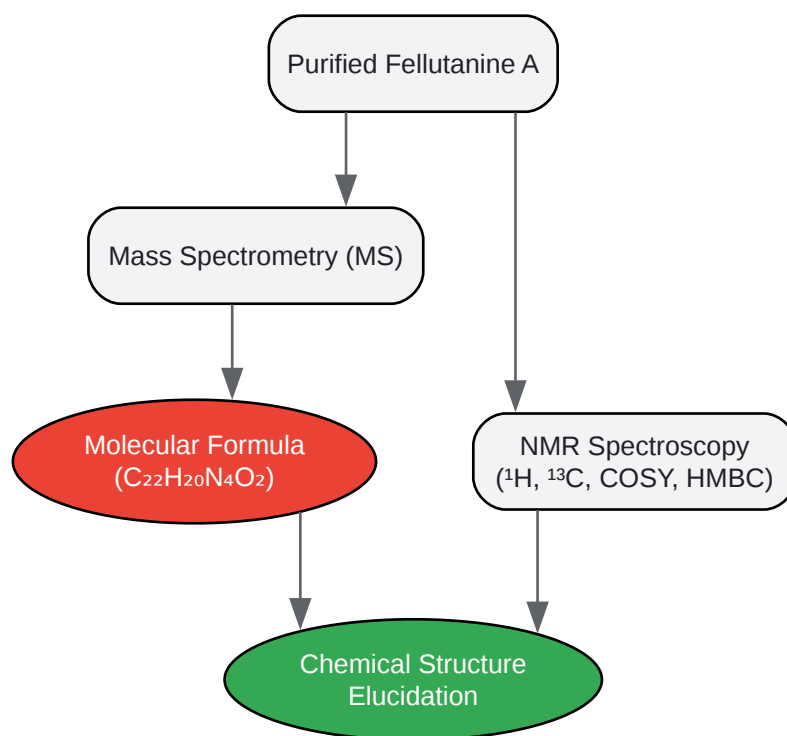 Purified Fellutanine A
Mass Spectrometry (MS)
Molecular Formula
(C₂₂H₂₀N₄O₂)
NMR Spectroscopy
(¹H, ¹³C, COSY, HMBC)
Chemical Structure
Elucidation